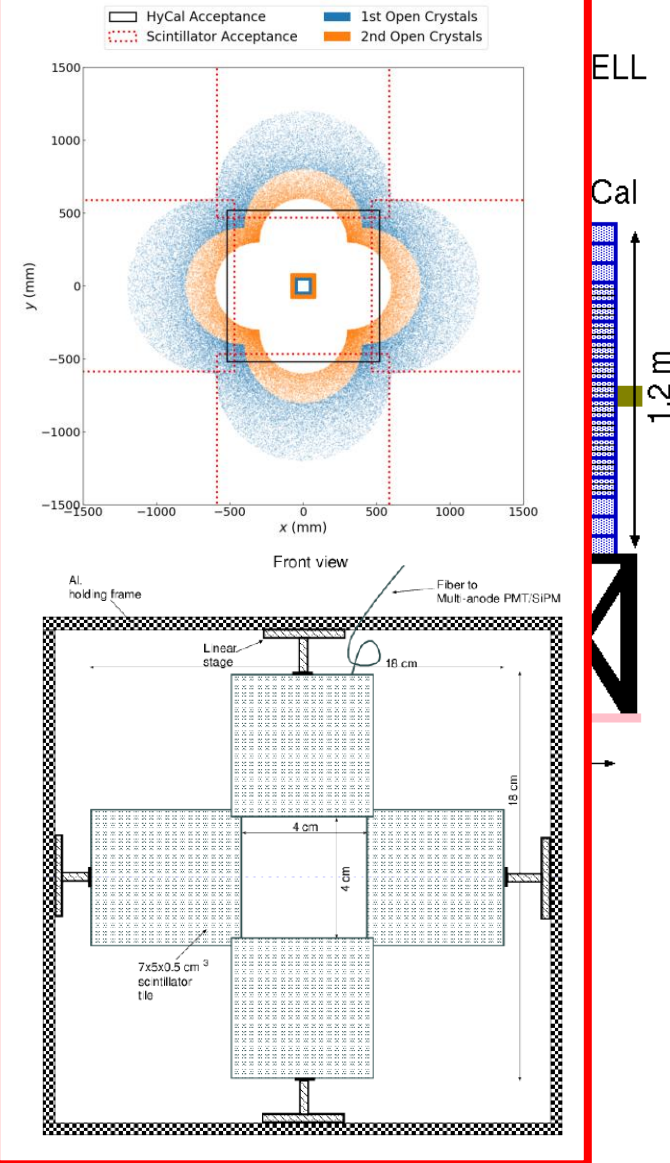 HyCal Acceptance
Scintillator Acceptance
1st Open Crystals
2nd Open Crystals
1500
1000
500
0
−500
−1000
−1500
y (mm)
−1500
−1000
−500
0
500
1000
1500
x (mm)
ELL
Cal
1.2 m
Front view
Al.
holding frame
Fiber to
Multi-anode PMT/SiPM
Linear
stage
18 cm
18 cm
4 cm
4 cm
7x5x0.5 cm 3
scintillator
tile